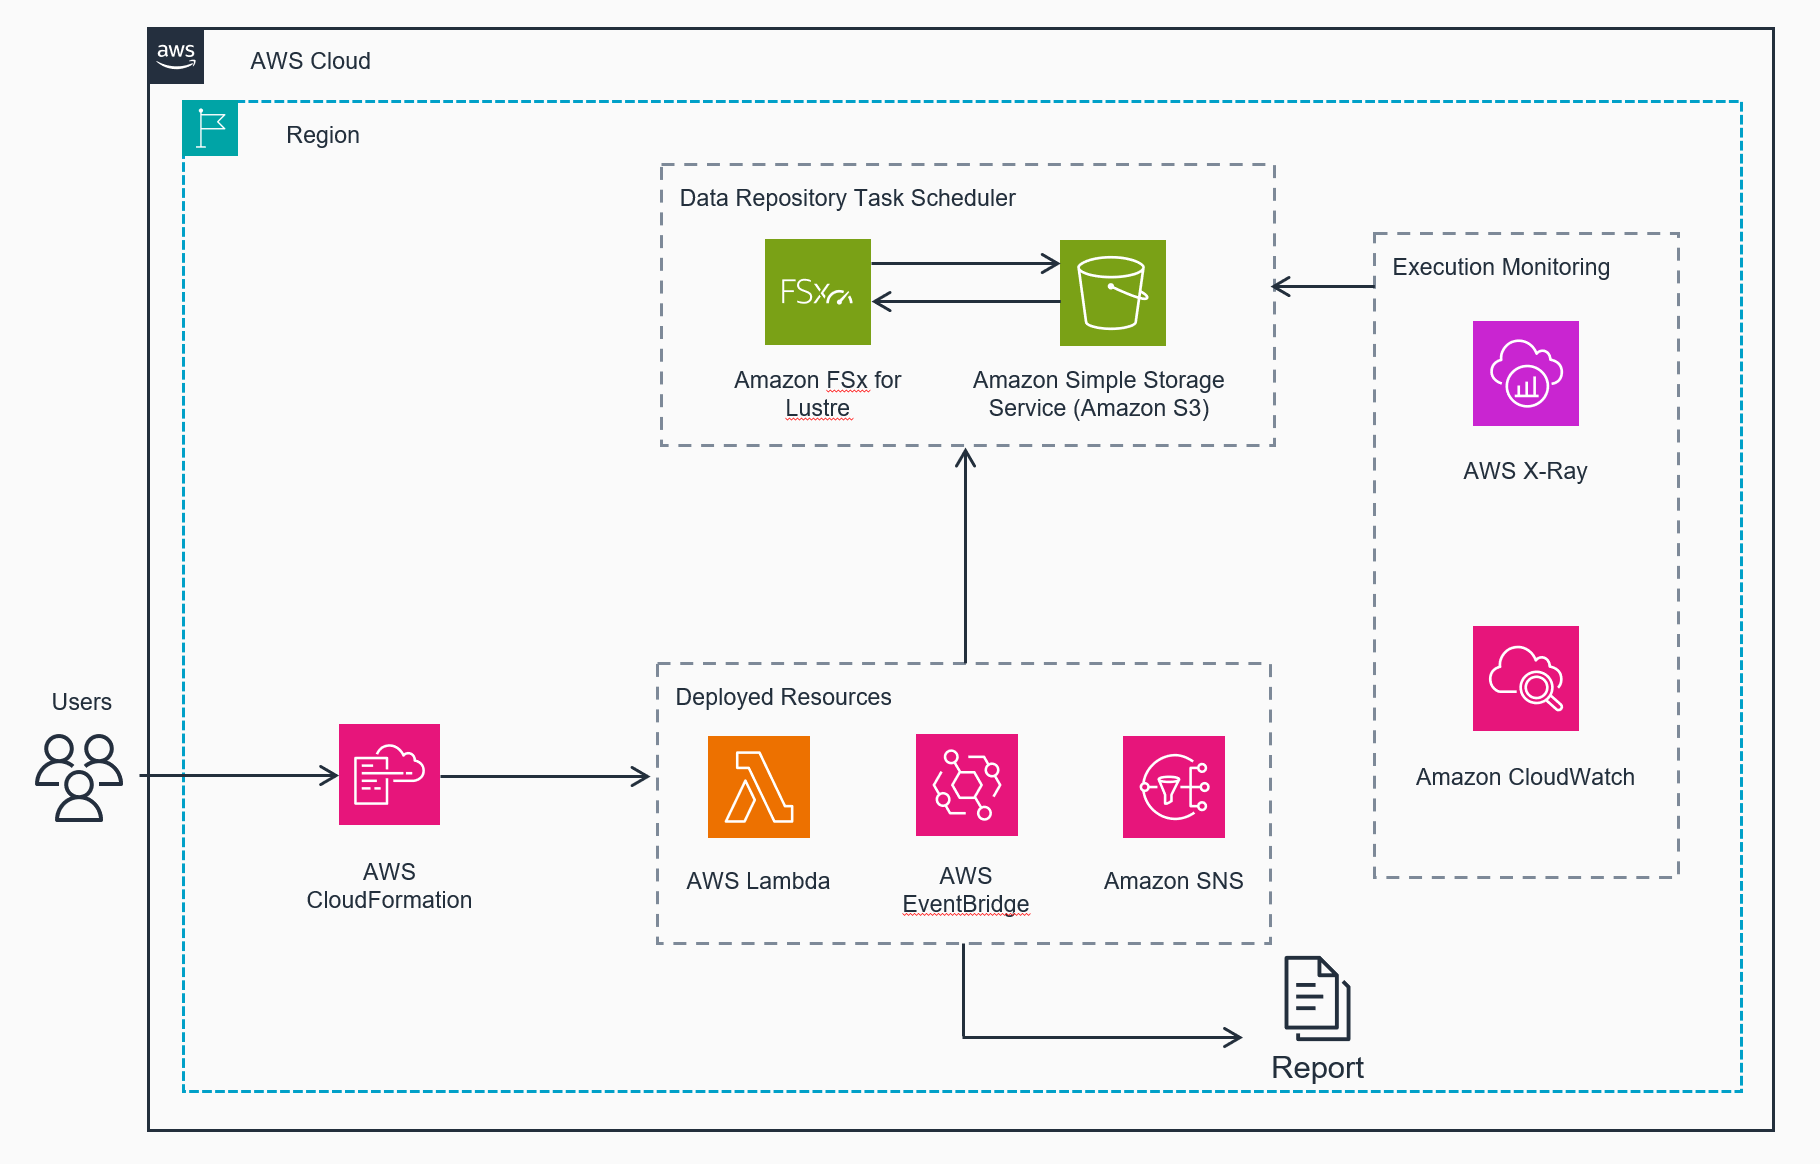 aws
AWS Cloud
Region
Data Repository Task Scheduler
FSx
Amazon FSx for
Lustre
Amazon Simple Storage
Service (Amazon S3)
Execution Monitoring
AWS X-Ray
Amazon CloudWatch
Users
AWS
CloudFormation
Deployed Resources
AWS Lambda
AWS
EventBridge
Amazon SNS
Report